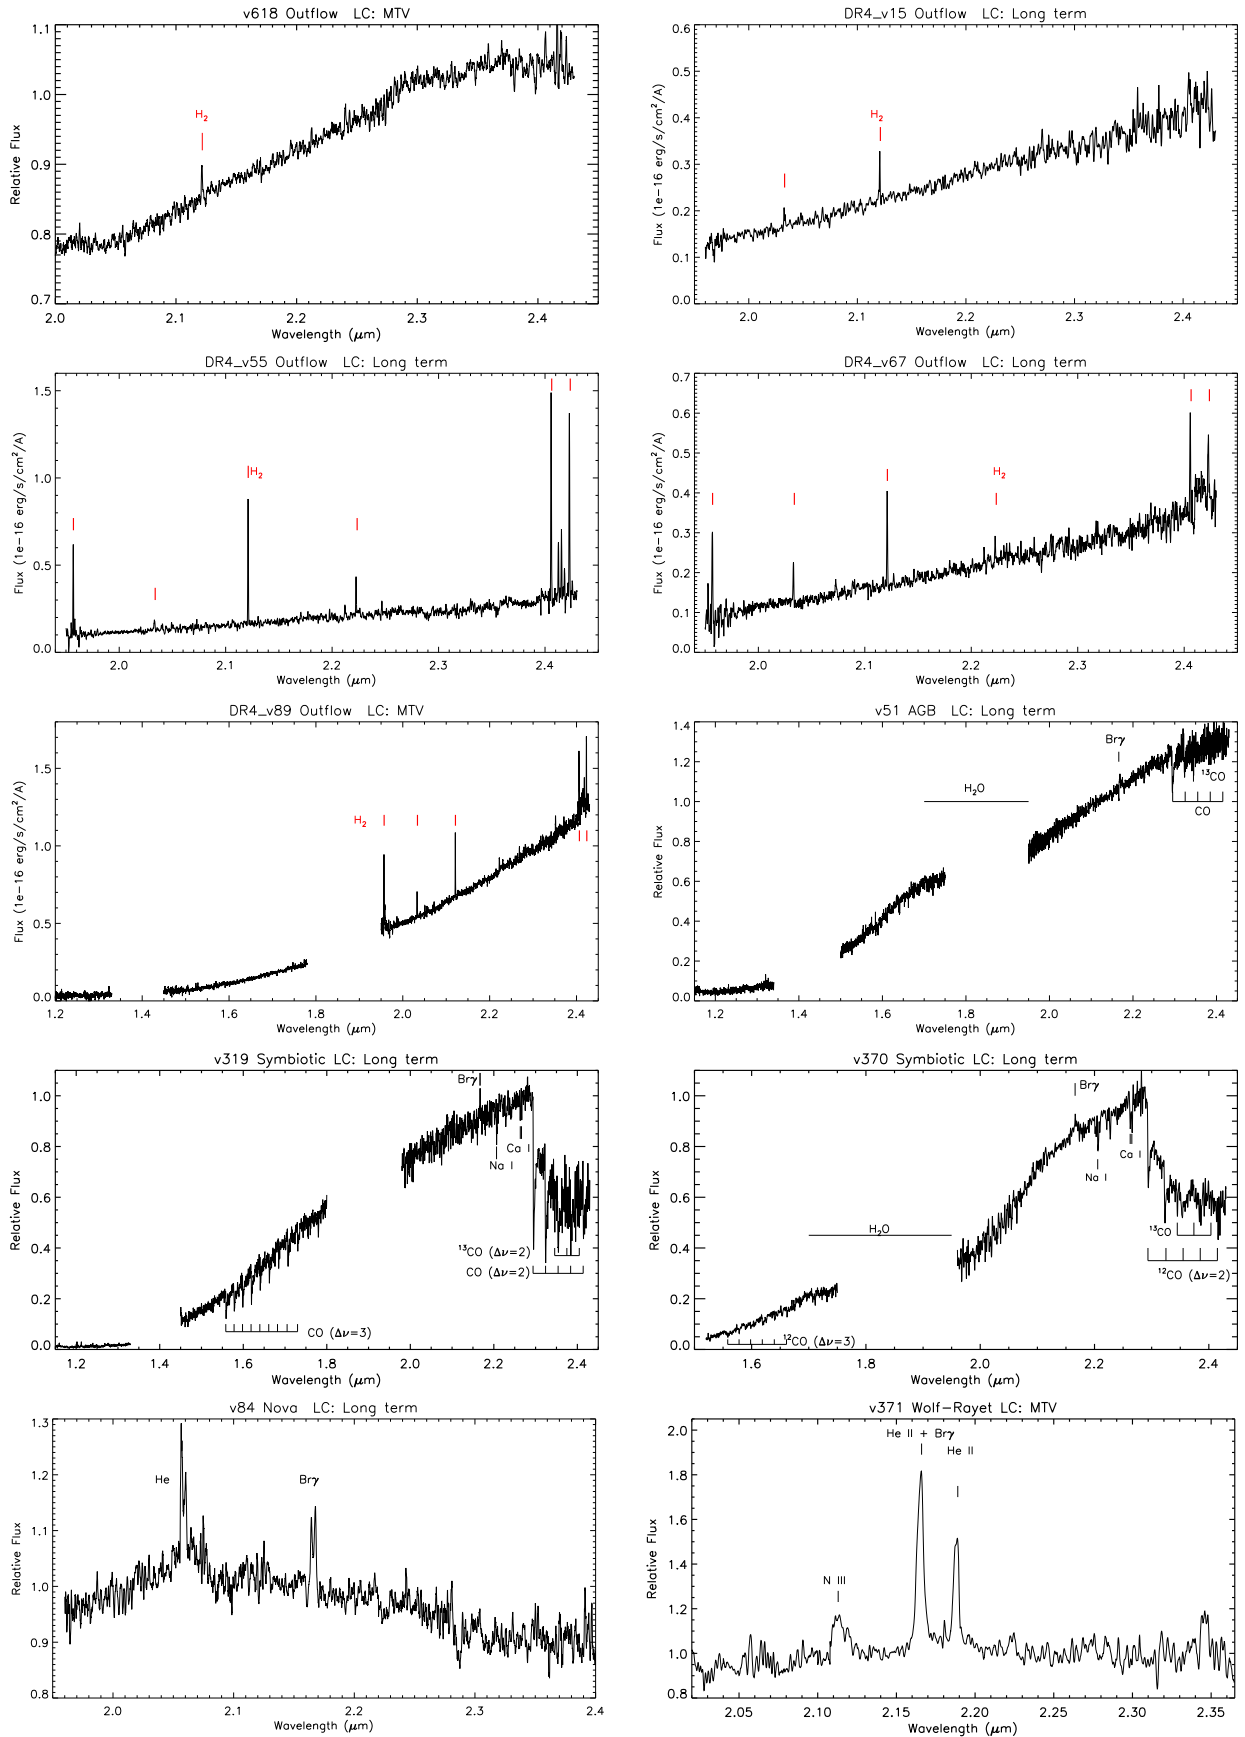 v618 Outflow LC: MTV
1.1
1.0
0.9
0.8
0.7
Relative Flux
H₂
2.0 2.1 2.2 2.3 2.4
Wavelength (μm)
DR4_v15 Outflow LC: Long term
0.6
0.5
0.4
0.3
0.2
0.1
0.0
Flux (1e−16 erg/s/cm²/A)
H₂
2.0 2.1 2.2 2.3 2.4
Wavelength (μm)
DR4_v55 Outflow LC: Long term
1.5
1.0
0.5
0.0
Flux (1e−16 erg/s/cm²/A)
H₂
2.0 2.1 2.2 2.3 2.4
Wavelength (μm)
DR4_v67 Outflow LC: Long term
0.7
0.6
0.5
0.4
0.3
0.2
0.1
0.0
Flux (1e−16 erg/s/cm²/A)
H₂
2.0 2.1 2.2 2.3 2.4
Wavelength (μm)
DR4_v89 Outflow LC: MTV
1.5
1.0
0.5
0.0
Flux (1e−16 erg/s/cm²/A)
H₂
1.2 1.4 1.6 1.8 2.0 2.2 2.4
Wavelength (μm)
v51 AGB LC: Long term
1.4
1.2
1.0
0.8
0.6
0.4
0.2
0.0
Relative Flux
Brγ
H₂O
¹³CO
CO
1.2 1.4 1.6 1.8 2.0 2.2 2.4
Wavelength (μm)
v319 Symbiotic LC: Long term
1.0
0.8
0.6
0.4
0.2
0.0
Relative Flux
Brγ
Ca I
Na I
¹³CO (Δν=2)
CO (Δν=2)
CO (Δν=3)
1.2 1.4 1.6 1.8 2.0 2.2 2.4
Wavelength (μm)
v370 Symbiotic LC: Long term
1.0
0.8
0.6
0.4
0.2
0.0
Relative Flux
Brγ
Ca I
Na I
H₂O
¹³CO
¹²CO (Δν=2)
¹²CO (Δν=3)
1.6 1.8 2.0 2.2 2.4
Wavelength (μm)
v84 Nova LC: Long term
1.3
1.2
1.1
1.0
0.9
0.8
Relative Flux
He
Brγ
2.0 2.1 2.2 2.3 2.4
Wavelength (μm)
v371 Wolf−Rayet LC: MTV
2.0
1.8
1.6
1.4
1.2
1.0
0.8
Relative Flux
He II + Brγ
He II
N III
2.05 2.10 2.15 2.20 2.25 2.30 2.35
Wavelength (μm)